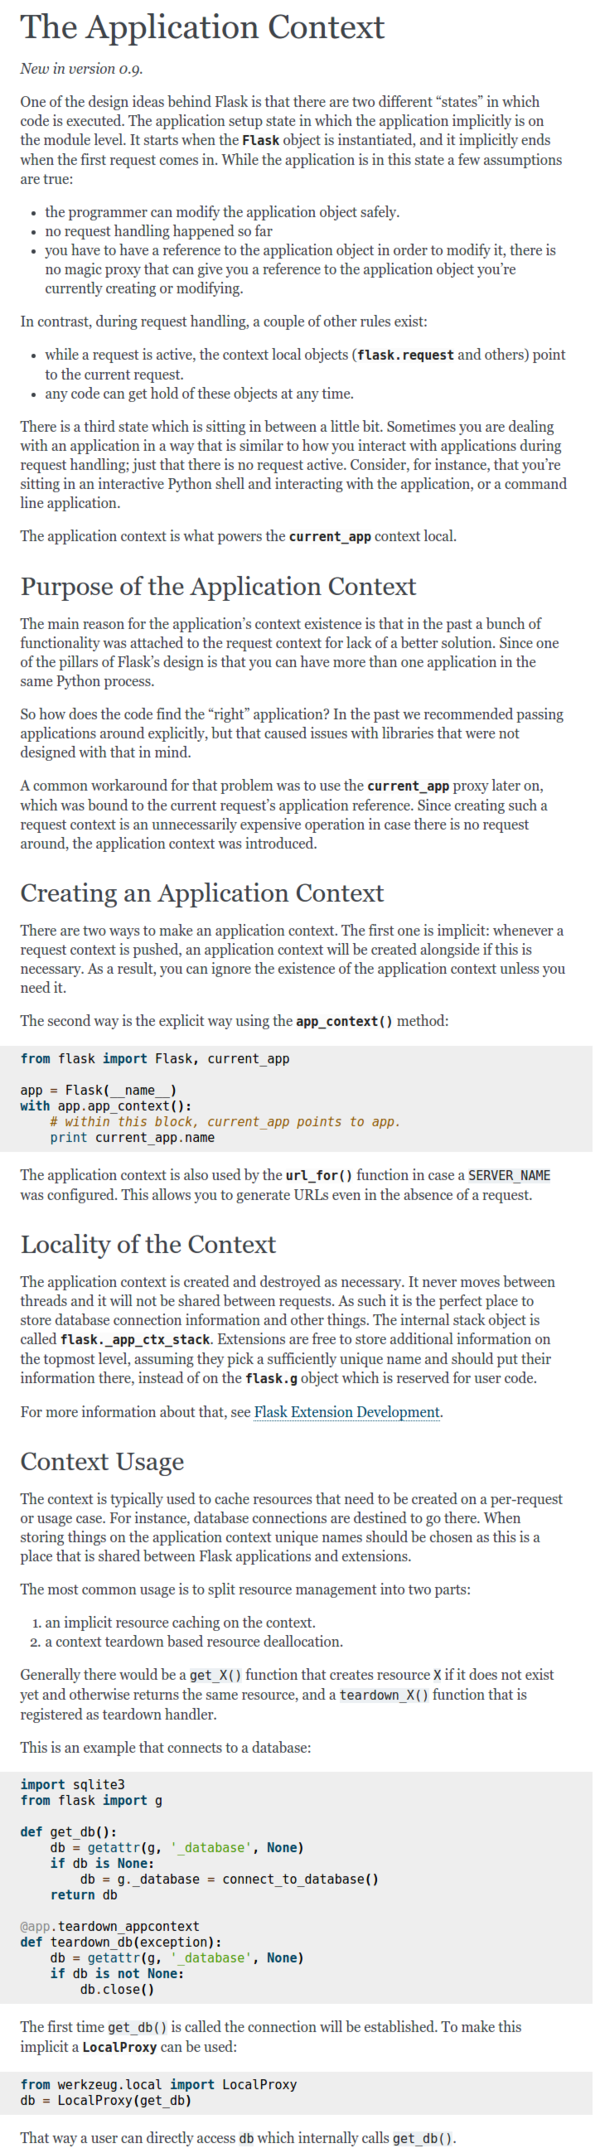 The Application Context
New in version 0.9.
One of the design ideas behind Flask is that there are two different “states” in which
code is executed. The application setup state in which the application implicitly is on
the module level. It starts when the Flask object is instantiated, and it implicitly ends
when the first request comes in. While the application is in this state a few assumptions
are true:
• the programmer can modify the application object safely.
• no request handling happened so far
• you have to have a reference to the application object in order to modify it, there is
no magic proxy that can give you a reference to the application object you’re
currently creating or modifying.
In contrast, during request handling, a couple of other rules exist:
• while a request is active, the context local objects (flask.request and others) point
to the current request.
• any code can get hold of these objects at any time.
There is a third state which is sitting in between a little bit. Sometimes you are dealing
with an application in a way that is similar to how you interact with applications during
request handling; just that there is no request active. Consider, for instance, that you’re
sitting in an interactive Python shell and interacting with the application, or a command
line application.
The application context is what powers the current_app context local.
Purpose of the Application Context
The main reason for the application’s context existence is that in the past a bunch of
functionality was attached to the request context for lack of a better solution. Since one
of the pillars of Flask’s design is that you can have more than one application in the
same Python process.
So how does the code find the “right” application? In the past we recommended passing
applications around explicitly, but that caused issues with libraries that were not
designed with that in mind.
A common workaround for that problem was to use the current_app proxy later on,
which was bound to the current request’s application reference. Since creating such a
request context is an unnecessarily expensive operation in case there is no request
around, the application context was introduced.
Creating an Application Context
There are two ways to make an application context. The first one is implicit: whenever a
request context is pushed, an application context will be created alongside if this is
necessary. As a result, you can ignore the existence of the application context unless you
need it.
The second way is the explicit way using the app_context() method:
from flask import Flask, current_app
app = Flask(__name__)
with app.app_context():
    # within this block, current_app points to app.
    print current_app.name
The application context is also used by the url_for() function in case a SERVER_NAME
was configured. This allows you to generate URLs even in the absence of a request.
Locality of the Context
The application context is created and destroyed as necessary. It never moves between
threads and it will not be shared between requests. As such it is the perfect place to
store database connection information and other things. The internal stack object is
called flask._app_ctx_stack. Extensions are free to store additional information on
the topmost level, assuming they pick a sufficiently unique name and should put their
information there, instead of on the flask.g object which is reserved for user code.
For more information about that, see Flask Extension Development.
Context Usage
The context is typically used to cache resources that need to be created on a per-request
or usage case. For instance, database connections are destined to go there. When
storing things on the application context unique names should be chosen as this is a
place that is shared between Flask applications and extensions.
The most common usage is to split resource management into two parts:
1. an implicit resource caching on the context.
2. a context teardown based resource deallocation.
Generally there would be a get_X() function that creates resource X if it does not exist
yet and otherwise returns the same resource, and a teardown_X() function that is
registered as teardown handler.
This is an example that connects to a database:
import sqlite3
from flask import g
def get_db():
    db = getattr(g, '_database', None)
    if db is None:
        db = g._database = connect_to_database()
    return db
@app.teardown_appcontext
def teardown_db(exception):
    db = getattr(g, '_database', None)
    if db is not None:
        db.close()
The first time get_db() is called the connection will be established. To make this
implicit a LocalProxy can be used:
from werkzeug.local import LocalProxy
db = LocalProxy(get_db)
That way a user can directly access db which internally calls get_db().